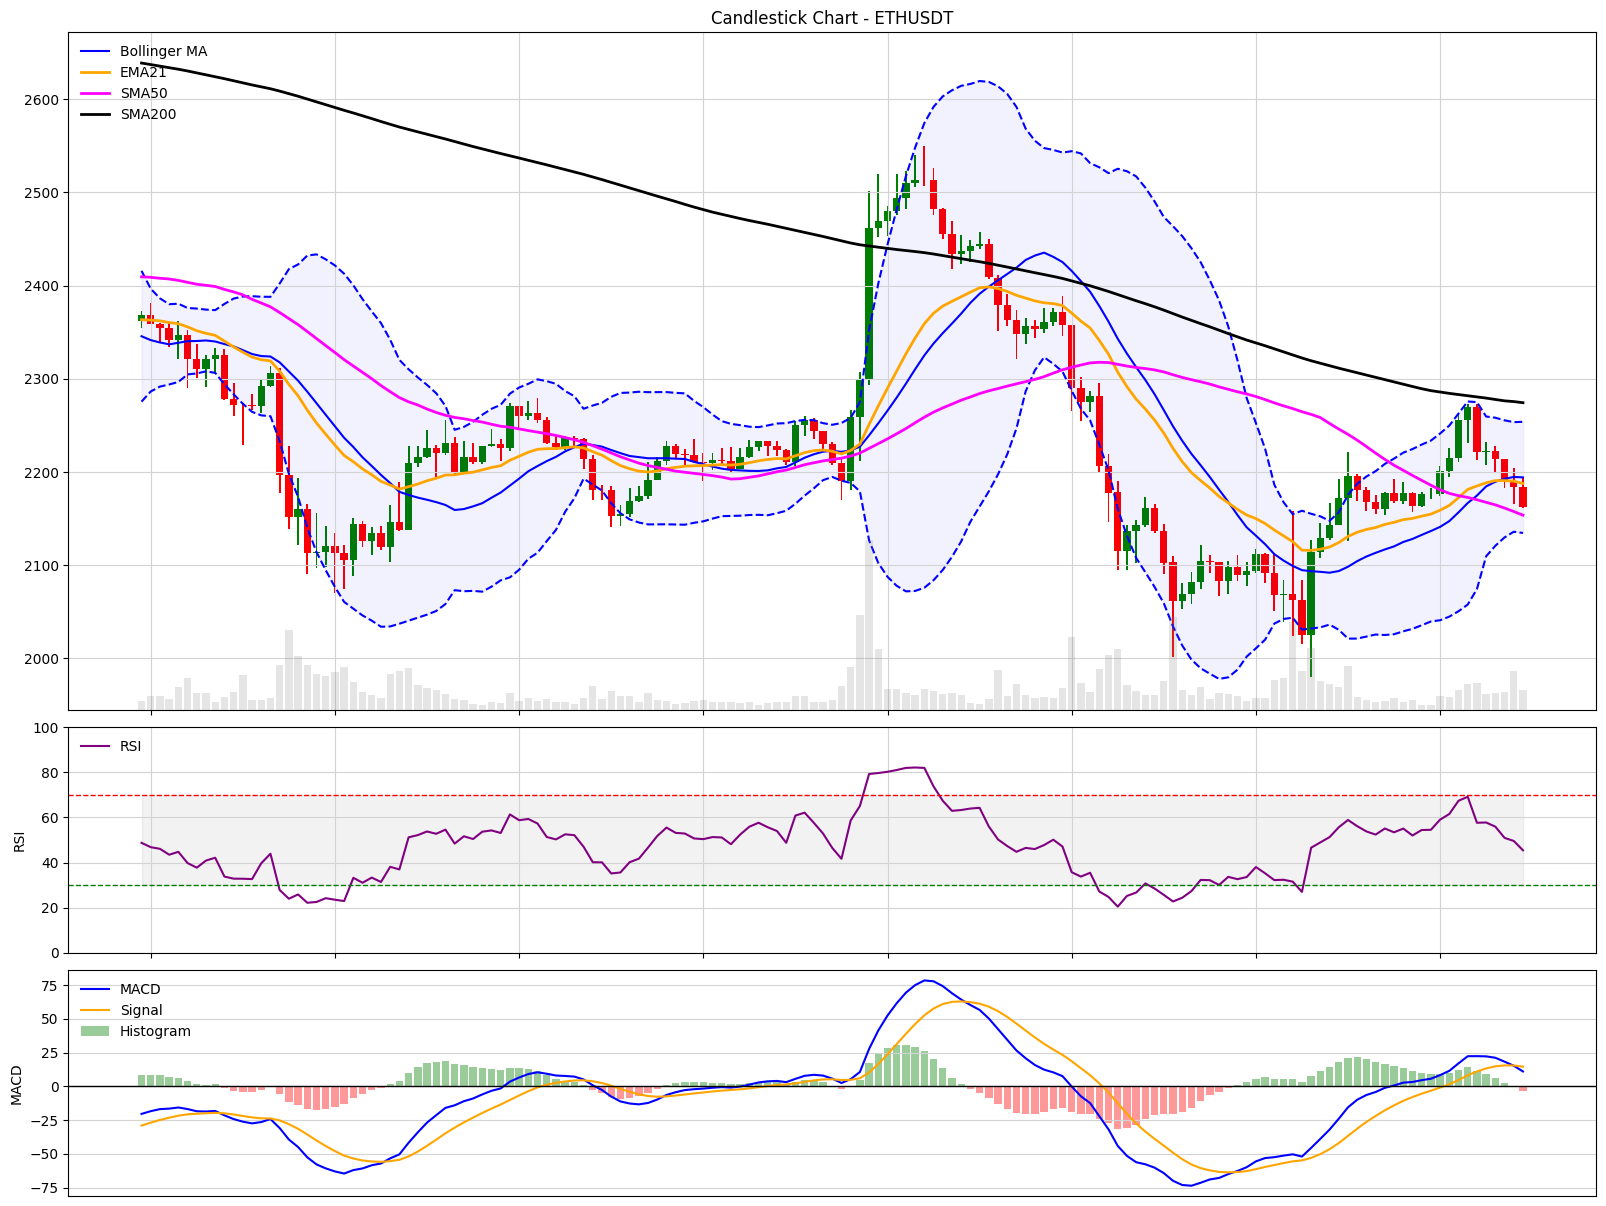 Candlestick Chart - ETHUSDT
Bollinger MA
EMA21
SMA50
SMA200
2600
2500
2400
2300
2200
2100
2000
100
RSI
80
60
RSI
40
20
0
MACD
75
Signal
50
Histogram
25
MACD
0
−25
−50
−75